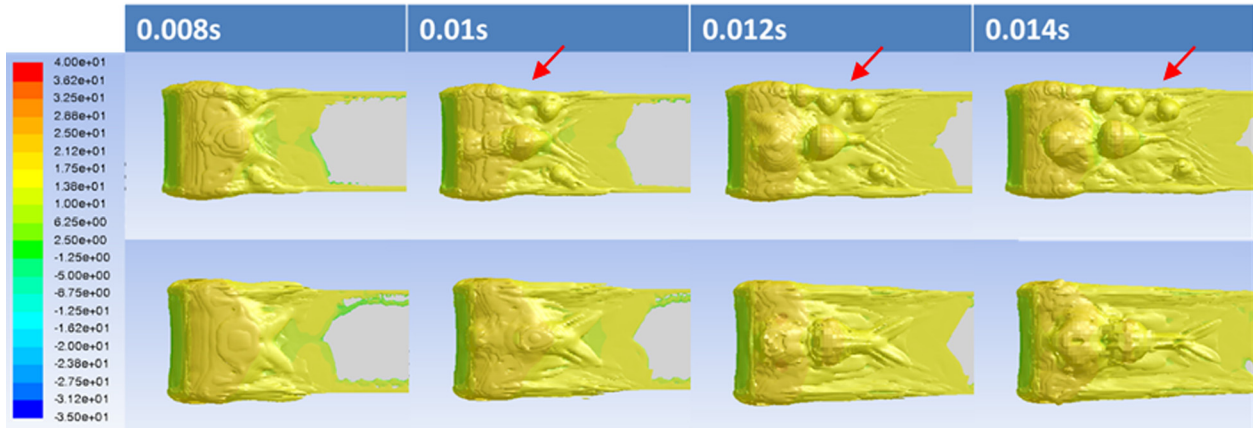 0.008s 0.01s 0.012s 0.014s
4.00e+01
3.62e+01
3.25e+01
2.88e+01
2.50e+01
2.12e+01
1.75e+01
1.38e+01
1.00e+01
6.25e+00
2.50e+00
-1.25e+00
-5.00e+00
-8.75e+00
-1.25e+01
-1.62e+01
-2.00e+01
-2.38e+01
-2.75e+01
-3.12e+01
-3.50e+01